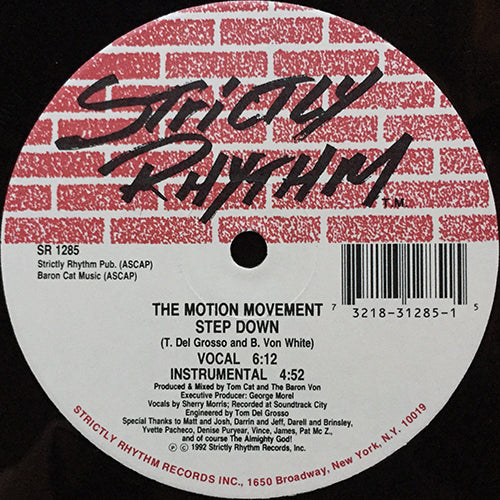 STRICTLY
RHYTHM
T.M.
SR 1285
Strictly Rhythm Pub. (ASCAP)
Baron Cat Music (ASCAP)
7 3218-31285-1 5
THE MOTION MOVEMENT
STEP DOWN
(T. Del Grosso and B. Von White)
VOCAL 6:12
INSTRUMENTAL 4:52
Produced & Mixed by Tom Cat and The Baron Von
Executive Producer: George Morel
Vocals by Sherry Morris; Recorded at Soundtrack City
Engineered by Tom Del Grosso
Special Thanks to Matt and Josh, Darrin and Jeff, Darell and Brinsley,
Yvette Pacheco, Denise Puryear, Vince, James, Pat Mc Z.,
and of course The Almighty God!
℗ © 1992 Strictly Rhythm Records, Inc.
STRICTLY RHYTHM RECORDS INC., 1650 Broadway, New York, N.Y. 10019